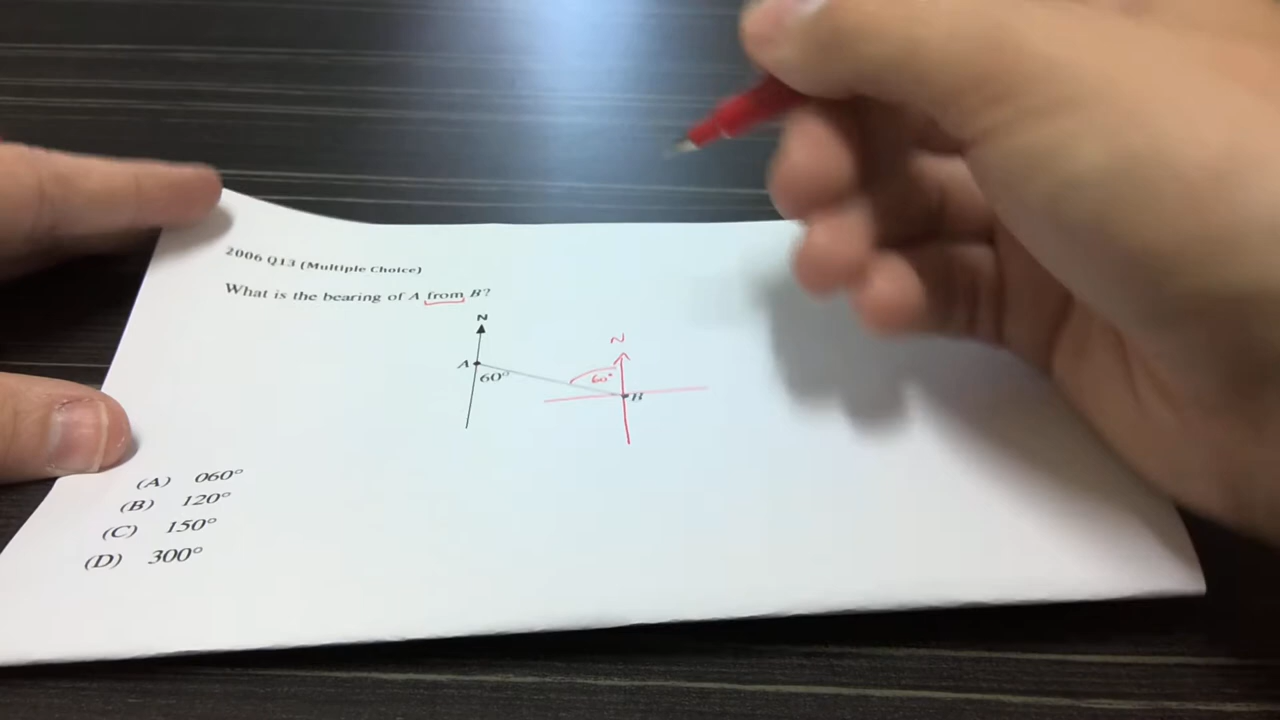 2006 Q13 (Multiple Choice)
What is the bearing of A from B?
N
N
A
60°
60°
B
(A) 060°
(B) 120°
(C) 150°
(D) 300°